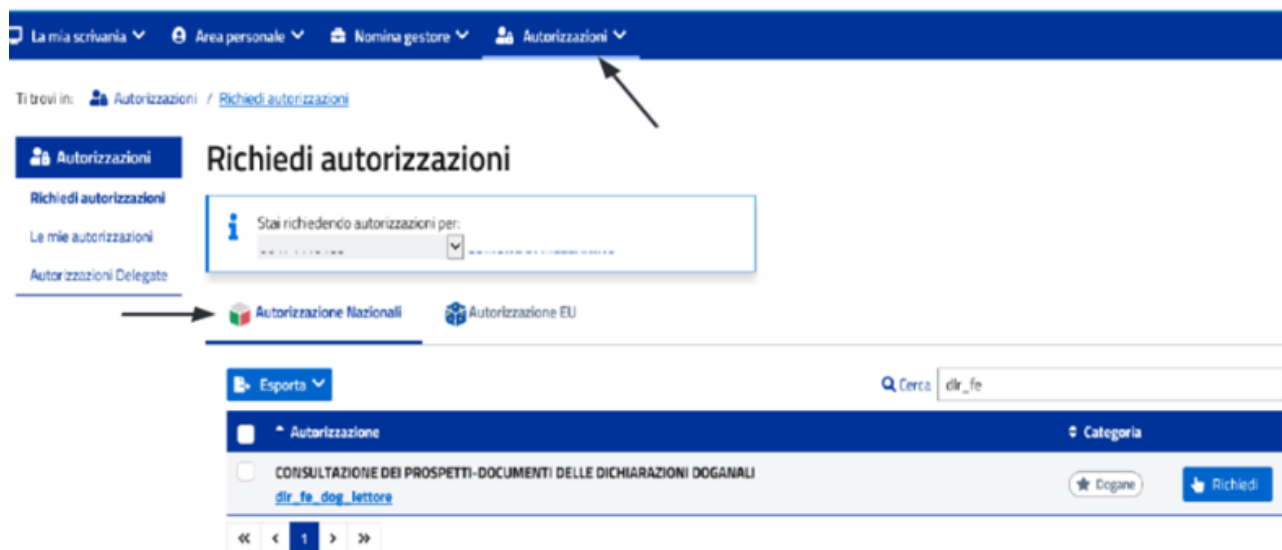 La mia scrivania Area personale Nomina gestore Autorizzazioni
Ti trovi in: Autorizzazioni / Richiedi autorizzazioni
Autorizzazioni
Richiedi autorizzazioni
Le mie autorizzazioni
Autorizzazioni Delegate
Richiedi autorizzazioni
Stai richiedendo autorizzazioni per:
Autorizzazione Nazionali Autorizzazione EU
Esporta Cerca dlr_fe
Autorizzazione Categoria
CONSULTAZIONE DEI PROSPETTI-DOCUMENTI DELLE DICHIARAZIONI DOGANALI
dlr_fe_dog_lettore Dogane Richiedi
« < 1 > »